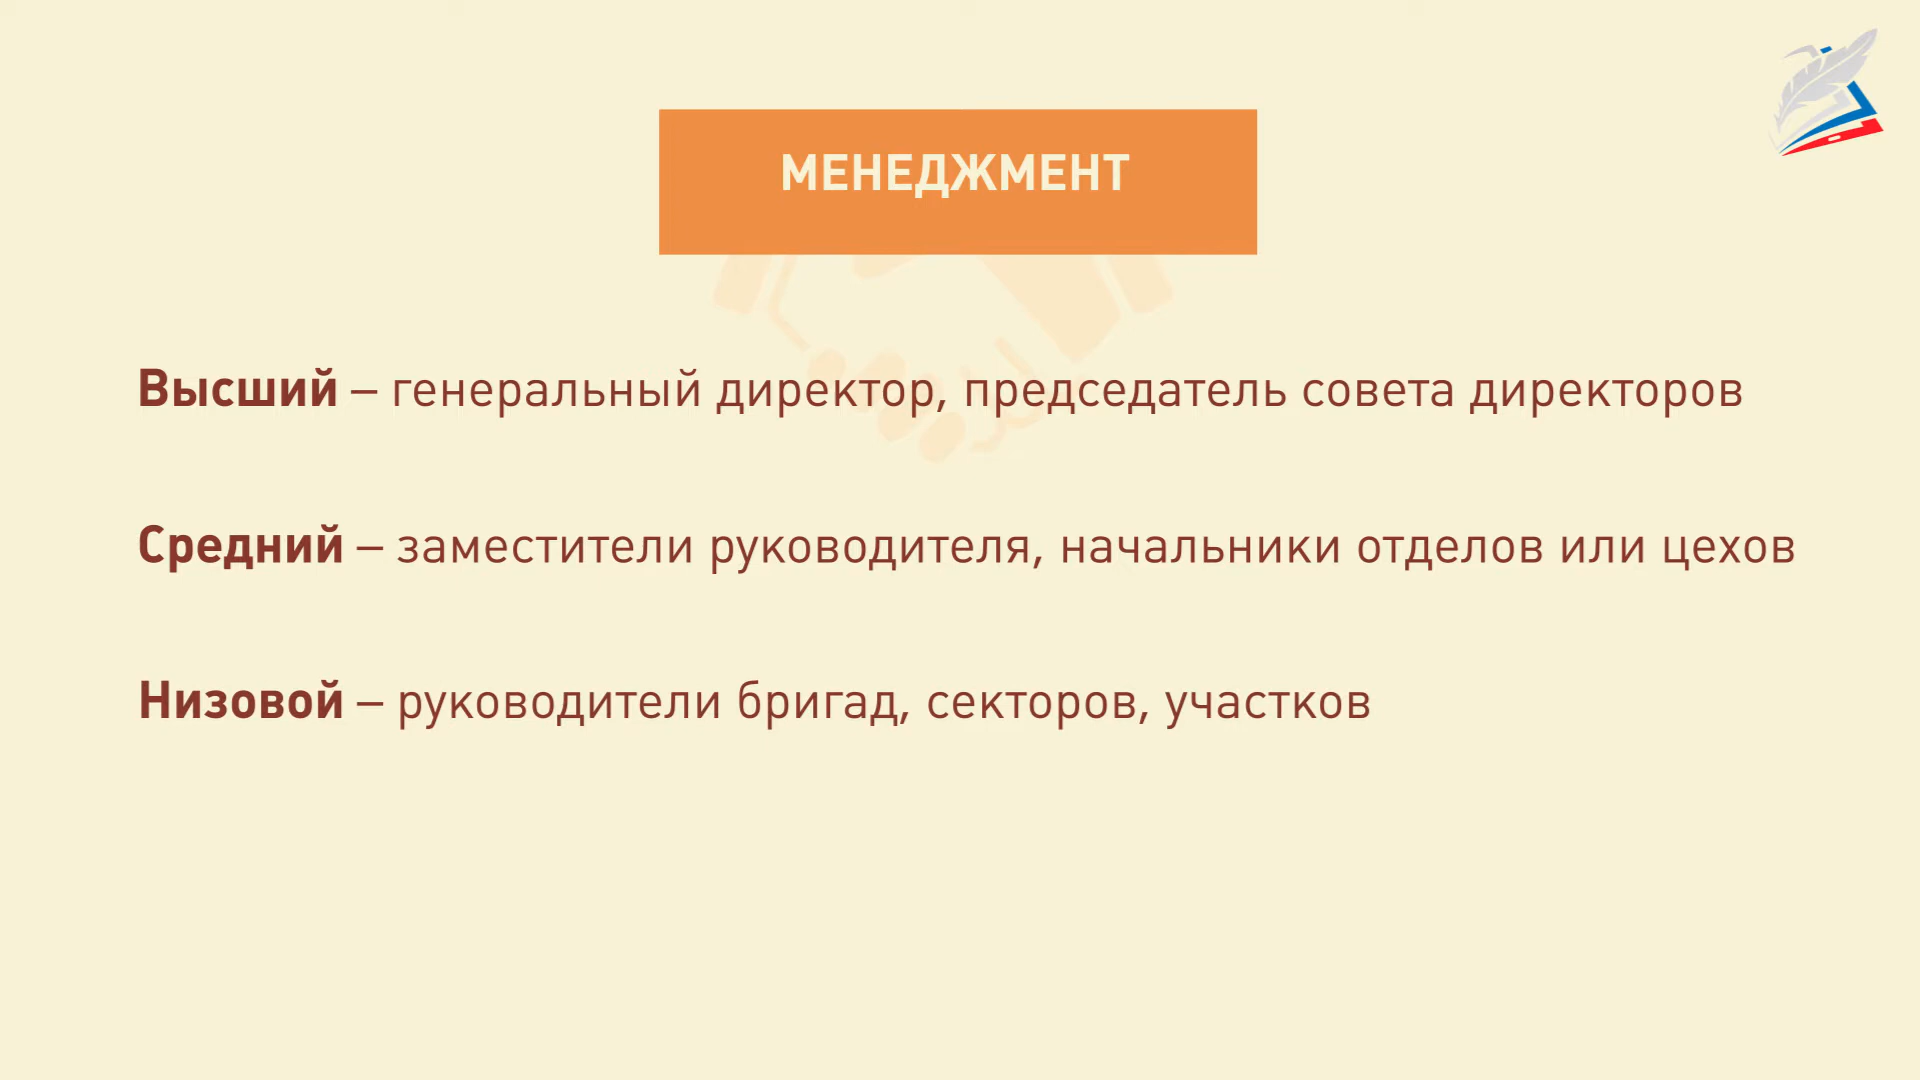 МЕНЕДЖМЕНТ
Высший – генеральный директор, председатель совета директоров
Средний – заместители руководителя, начальники отделов или цехов
Низовой – руководители бригад, секторов, участков